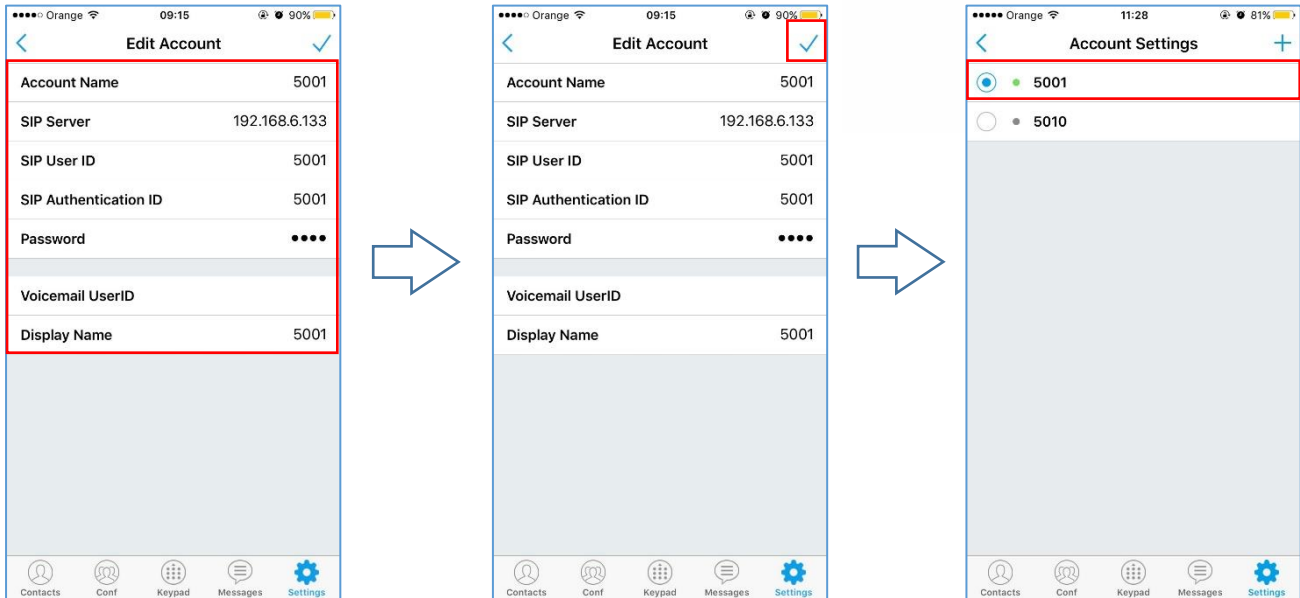 Orange 09:15 90%
Edit Account
Account Name 5001
SIP Server 192.168.6.133
SIP User ID 5001
SIP Authentication ID 5001
Password ••••
Voicemail UserID
Display Name 5001
Contacts Conf Keypad Messages Settings
Orange 09:15 90%
Edit Account
Account Name 5001
SIP Server 192.168.6.133
SIP User ID 5001
SIP Authentication ID 5001
Password ••••
Voicemail UserID
Display Name 5001
Contacts Conf Keypad Messages Settings
Orange 11:28 81%
Account Settings
5001
5010
Contacts Conf Keypad Messages Settings